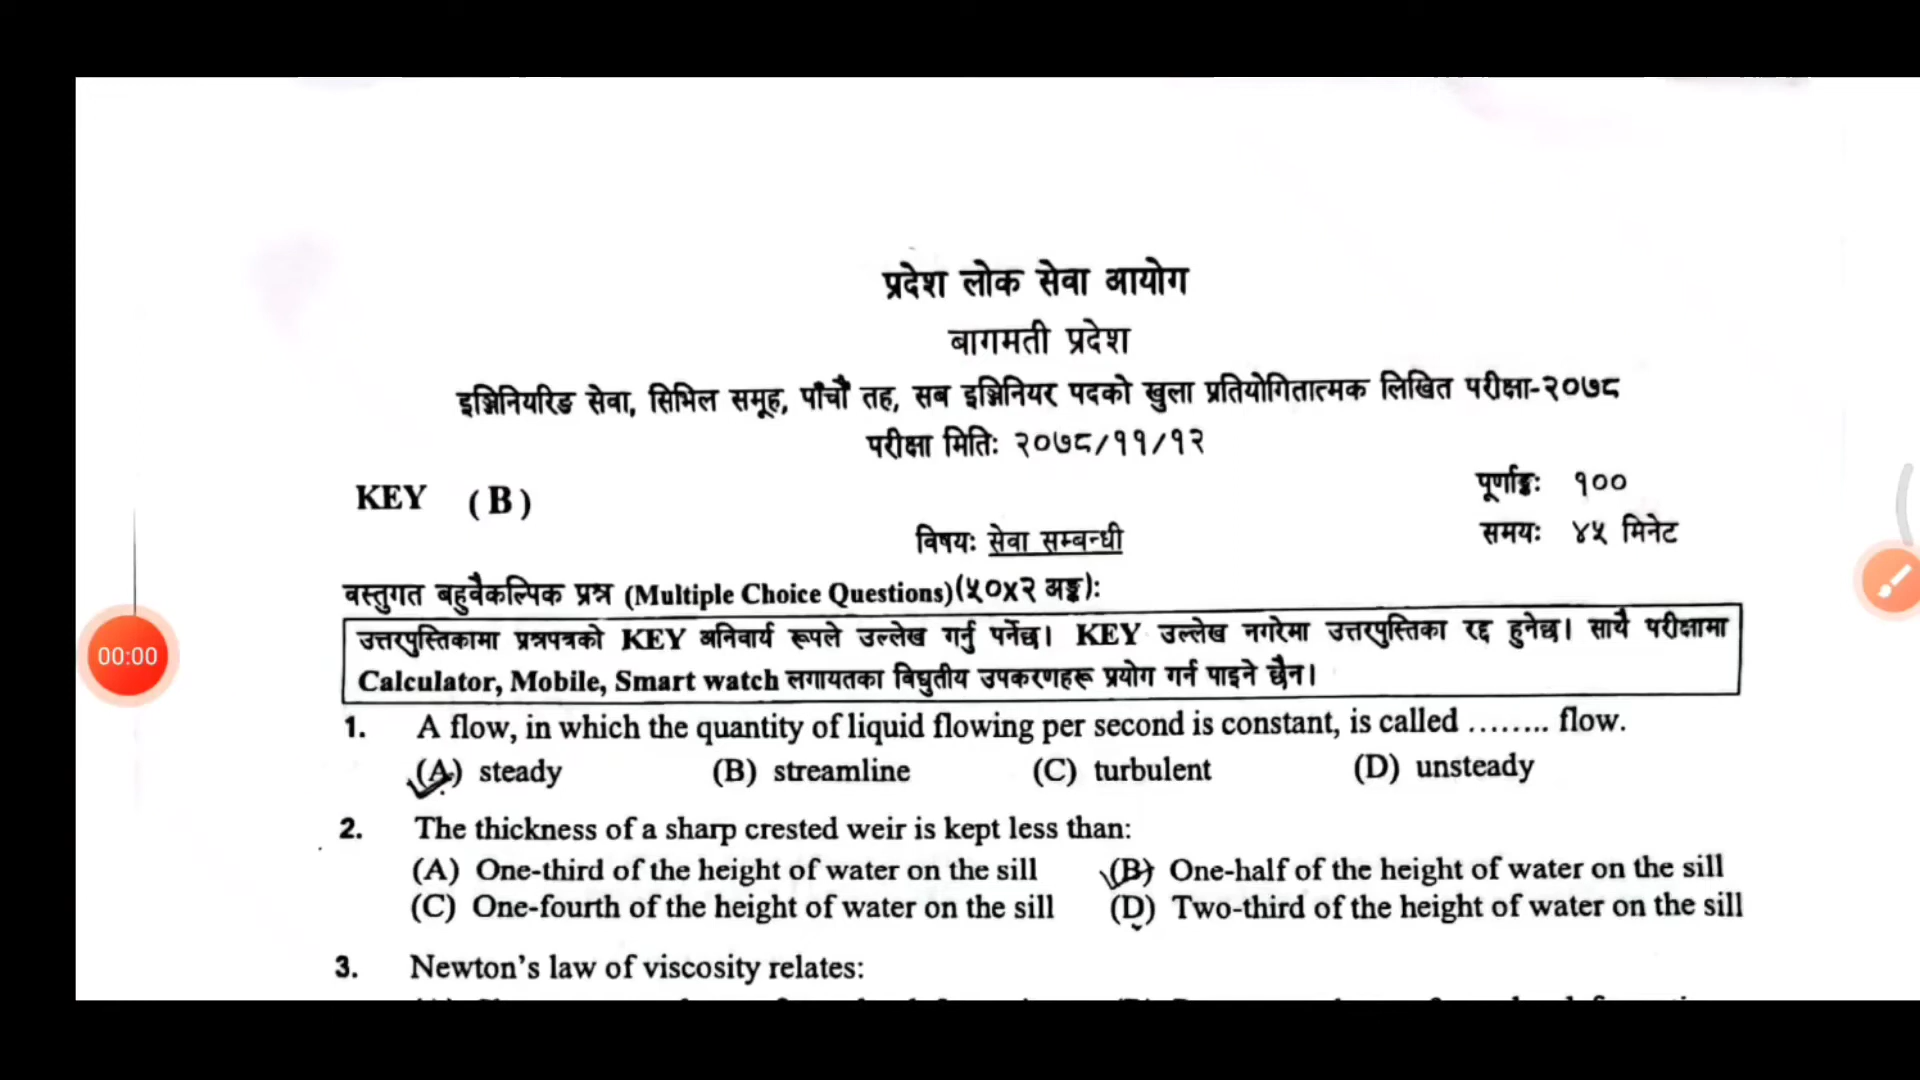 प्रदेश लोक सेवा आयोग
बागमती प्रदेश
इञ्जिनियरिङ सेवा, सिभिल समूह, पाँचौं तह, सब इञ्जिनियर पदको खुला प्रतियोगितात्मक लिखित परीक्षा-२०७८
परीक्षा मितिः २०७८/११/१२
KEY (B)
पूर्णाङ्कः १००
विषयः सेवा सम्बन्धी
समयः ४५ मिनेट
वस्तुगत बहुवैकल्पिक प्रश्न (Multiple Choice Questions)(५०x२ अङ्क):
उत्तरपुस्तिकामा प्रश्नपत्रको KEY अनिवार्य रूपले उल्लेख गर्नु पर्नेछ। KEY उल्लेख नगरेमा उत्तरपुस्तिका रद्द हुनेछ। साथै परीक्षामा
Calculator, Mobile, Smart watch लगायतका विद्युतीय उपकरणहरू प्रयोग गर्न पाइने छैन।
00:00
1. A flow, in which the quantity of liquid flowing per second is constant, is called …….. flow.
(A) steady (B) streamline (C) turbulent (D) unsteady
2. The thickness of a sharp crested weir is kept less than:
(A) One-third of the height of water on the sill (B) One-half of the height of water on the sill
(C) One-fourth of the height of water on the sill (D) Two-third of the height of water on the sill
3. Newton's law of viscosity relates: